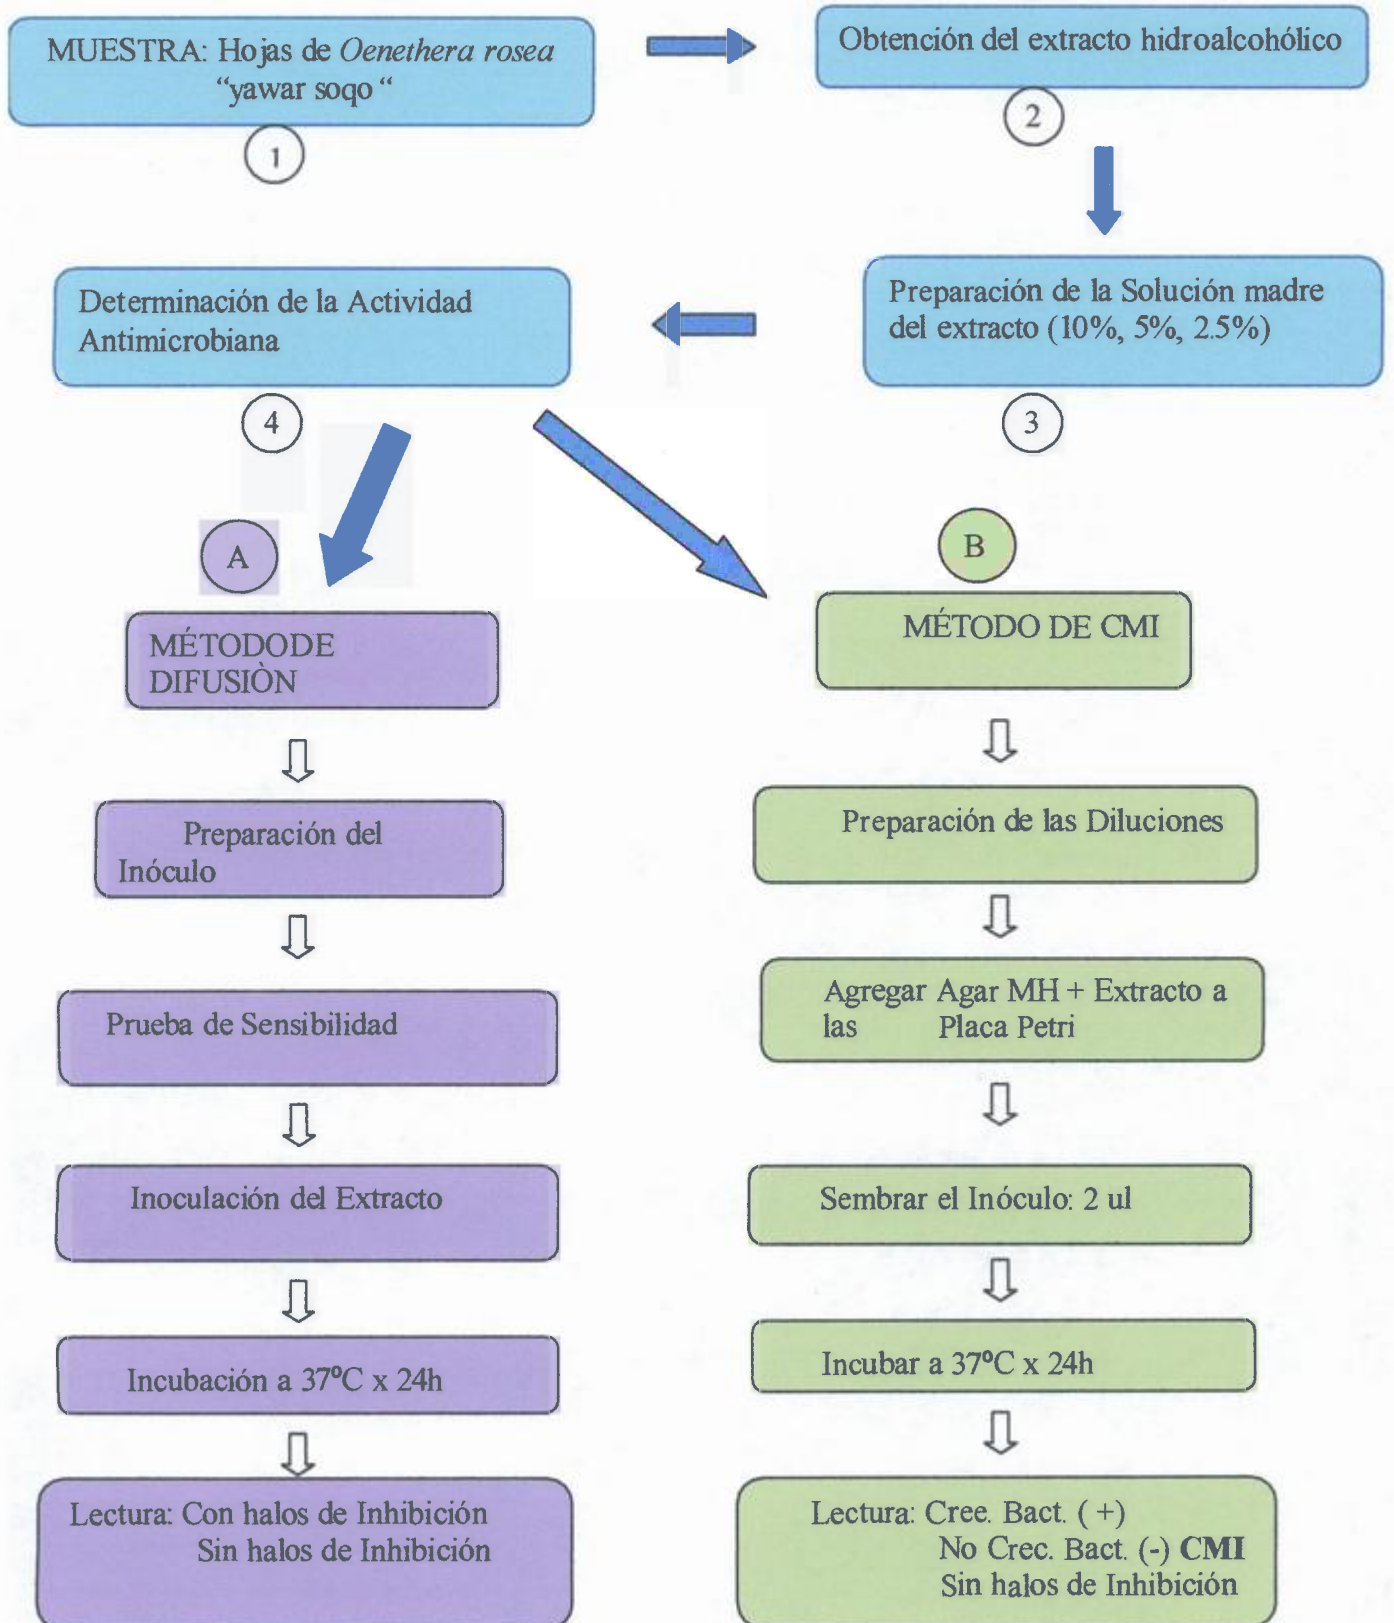 MUESTRA: Hojas de Oenethera rosea
"yawar soqo "
1
Obtención del extracto hidroalcohólico
2
Preparación de la Solución madre
del extracto (10%, 5%, 2.5%)
3
Determinación de la Actividad
Antimicrobiana
4
A
MÉTODODE
DIFUSIÒN
Preparación del
Inóculo
Prueba de Sensibilidad
Inoculación del Extracto
Incubación a 37ºC x 24h
Lectura: Con halos de Inhibición
Sin halos de Inhibición
B
MÉTODO DE CMI
Preparación de las Diluciones
Agregar Agar MH + Extracto a
las Placa Petri
Sembrar el Inóculo: 2 ul
Incubar a 37ºC x 24h
Lectura: Cree. Bact. ( +)
No Crec. Bact. (-) CMI
Sin halos de Inhibición